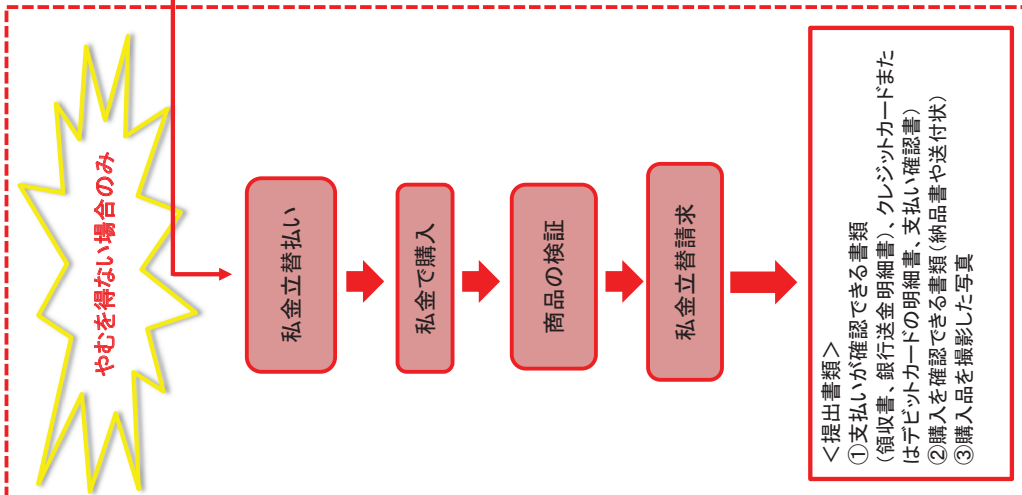 やむを得ない場合のみ
私金立替払い
私金で購入
商品の検証
私金立替請求
＜提出書類＞
①支払いが確認できる書類
（領収書、銀行送金明細書）、クレジットカードまた
はデビットカードの明細書、支払い確認書）
②購入を確認できる書類（納品書や送付状）
③購入品を撮影した写真